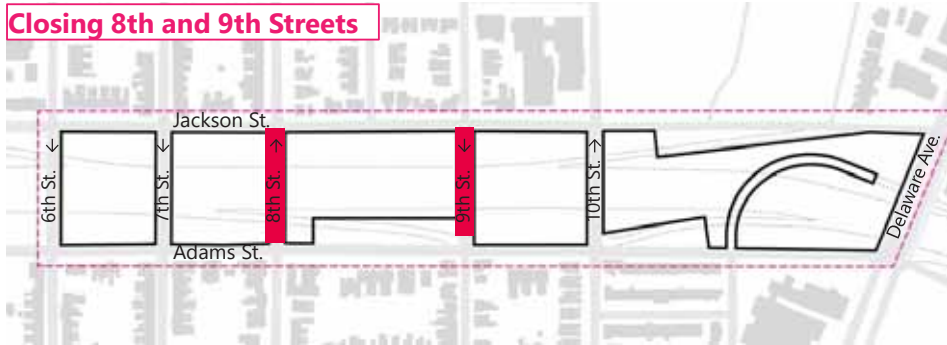 Closing 8th and 9th Streets
Jackson St.
6th St.
7th St.
8th St.
9th St.
10th St.
Delaware Ave.
Adams St.